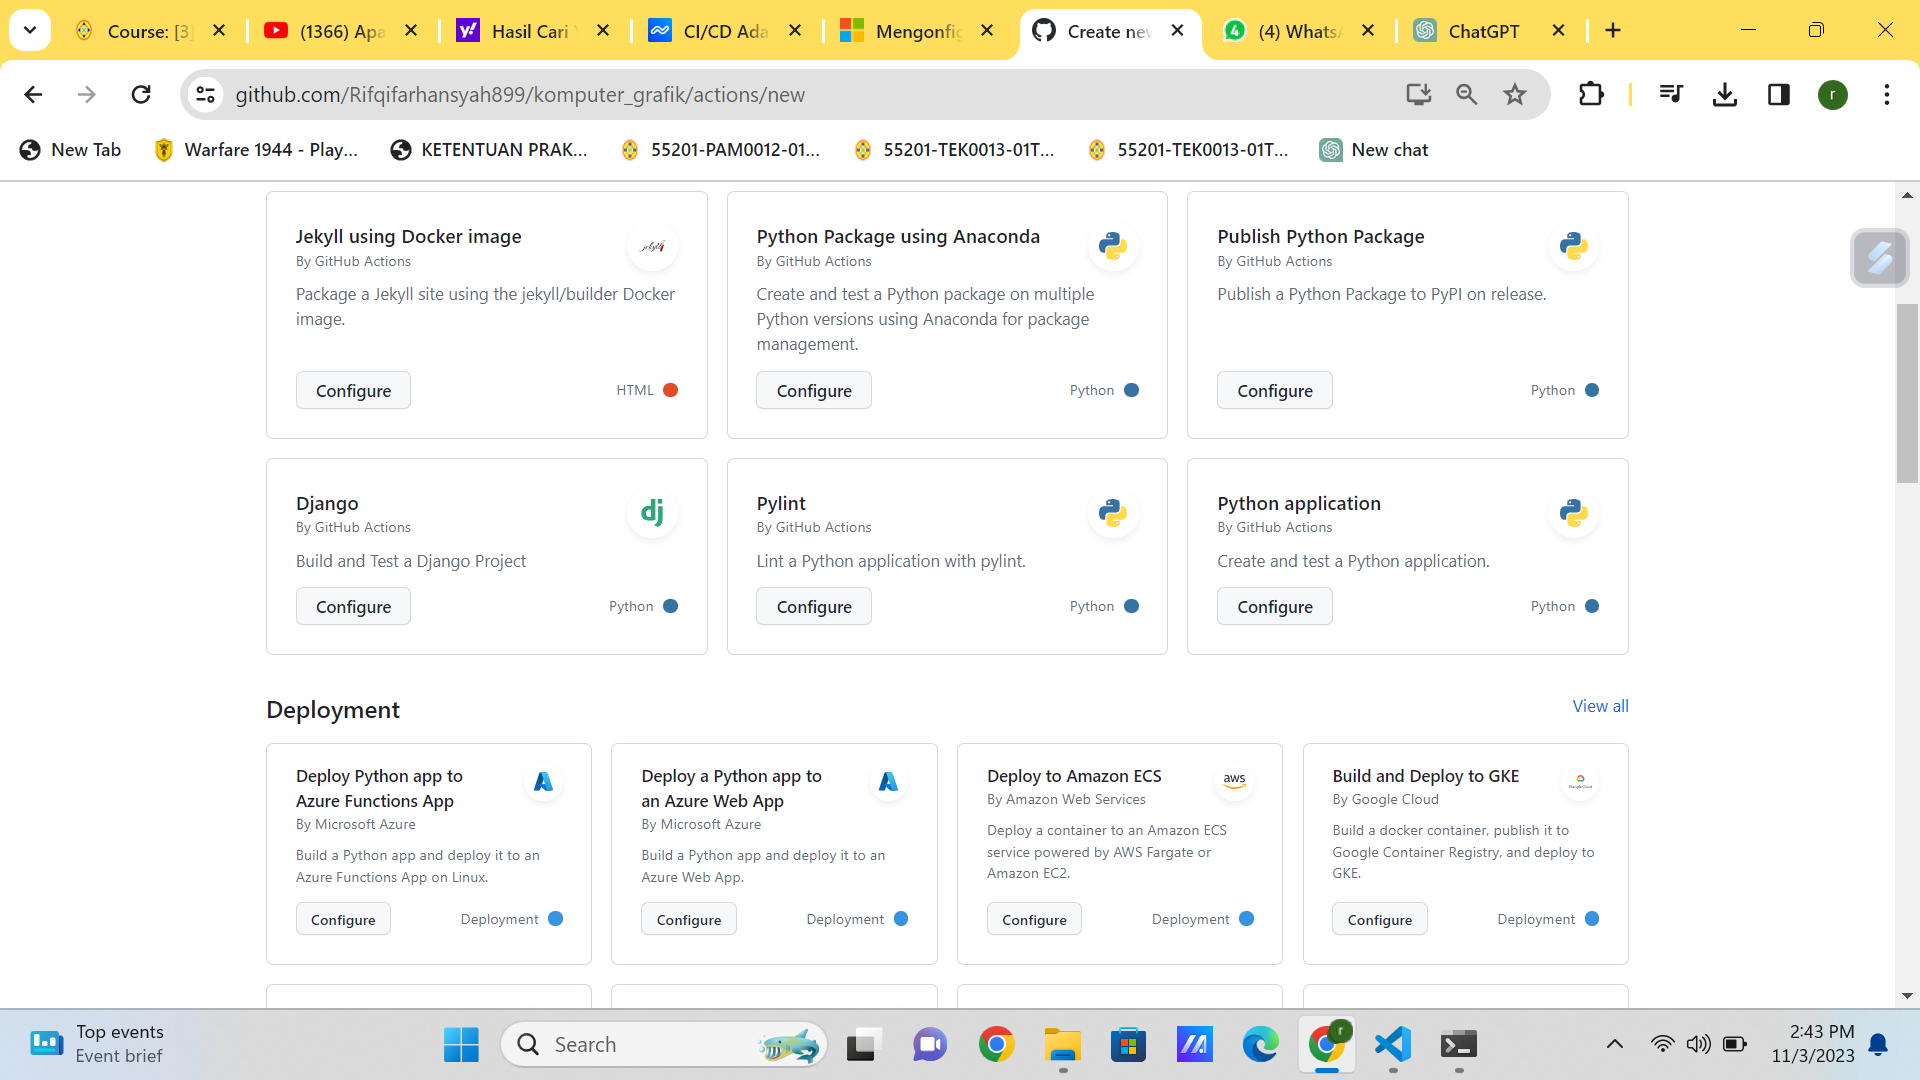 Course: [3]
(1366) Apa
Hasil Cari
CI/CD Ada
Mengonfig
Create new
(4) Whats
ChatGPT
github.com/Rifqifarhansyah899/komputer_grafik/actions/new
r
New Tab
Warfare 1944 - Play...
KETENTUAN PRAK...
55201-PAM0012-01...
55201-TEK0013-01T...
55201-TEK0013-01T...
New chat
Jekyll using Docker image
By GitHub Actions
Package a Jekyll site using the jekyll/builder Docker
image.
Configure
HTML
Python Package using Anaconda
By GitHub Actions
Create and test a Python package on multiple
Python versions using Anaconda for package
management.
Configure
Python
Publish Python Package
By GitHub Actions
Publish a Python Package to PyPI on release.
Configure
Python
Django
dj
By GitHub Actions
Build and Test a Django Project
Configure
Python
Pylint
By GitHub Actions
Lint a Python application with pylint.
Configure
Python
Python application
By GitHub Actions
Create and test a Python application.
Configure
Python
Deployment
View all
Deploy Python app to
Azure Functions App
By Microsoft Azure
Build a Python app and deploy it to an
Azure Functions App on Linux.
Configure
Deployment
Deploy a Python app to
an Azure Web App
By Microsoft Azure
Build a Python app and deploy it to an
Azure Web App.
Configure
Deployment
Deploy to Amazon ECS
aws
By Amazon Web Services
Deploy a container to an Amazon ECS
service powered by AWS Fargate or
Amazon EC2.
Configure
Deployment
Build and Deploy to GKE
By Google Cloud
Build a docker container, publish it to
Google Container Registry, and deploy to
GKE.
Configure
Deployment
Top events
Event brief
Search
r
2:43 PM
11/3/2023